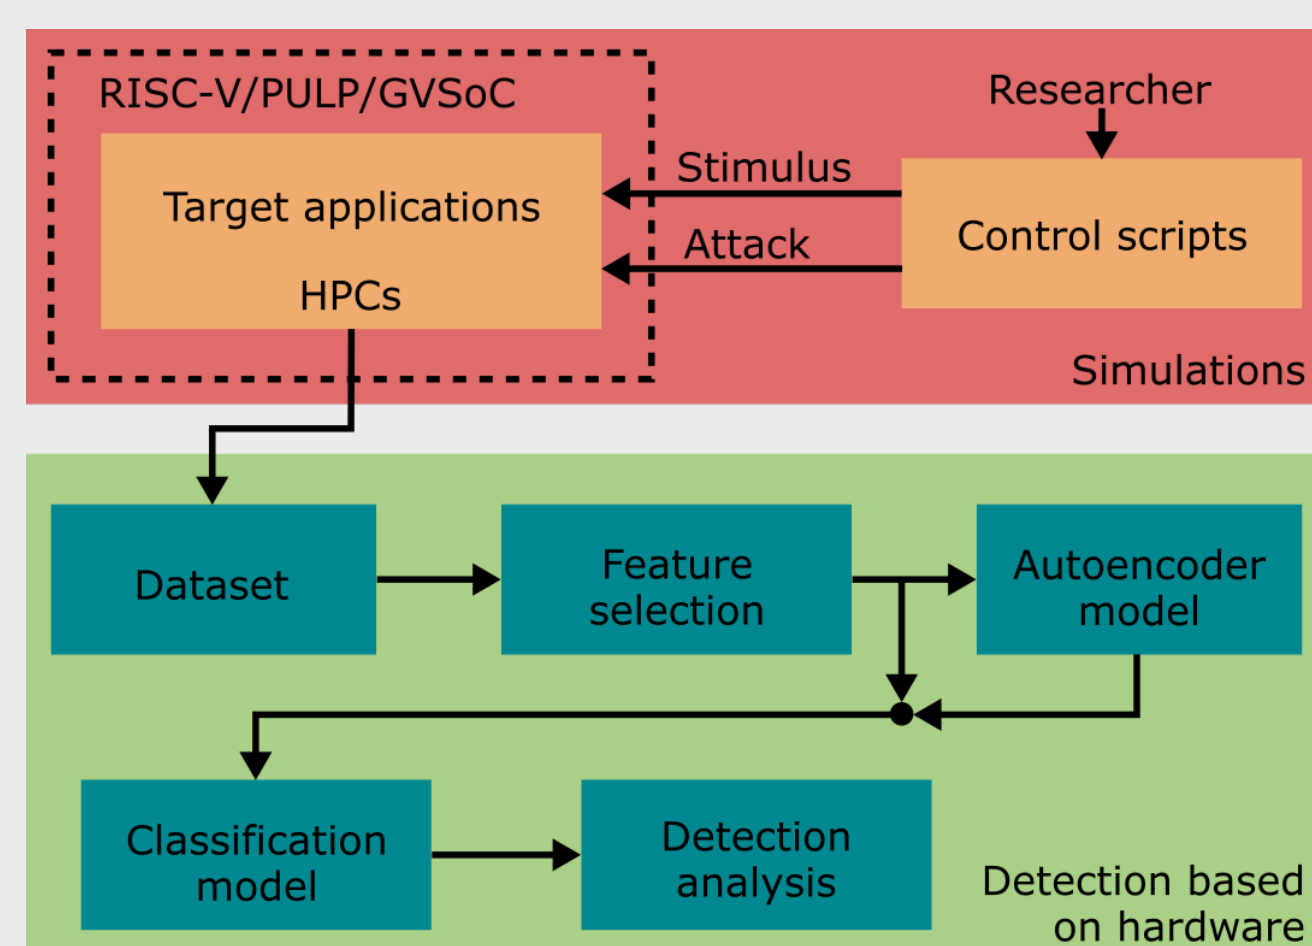 RISC-V/PULP/GVSoC
Researcher
Target applications
HPCs
Stimulus
Attack
Control scripts
Simulations
Dataset
Feature
selection
Autoencoder
model
Classification
model
Detection
analysis
Detection based
on hardware